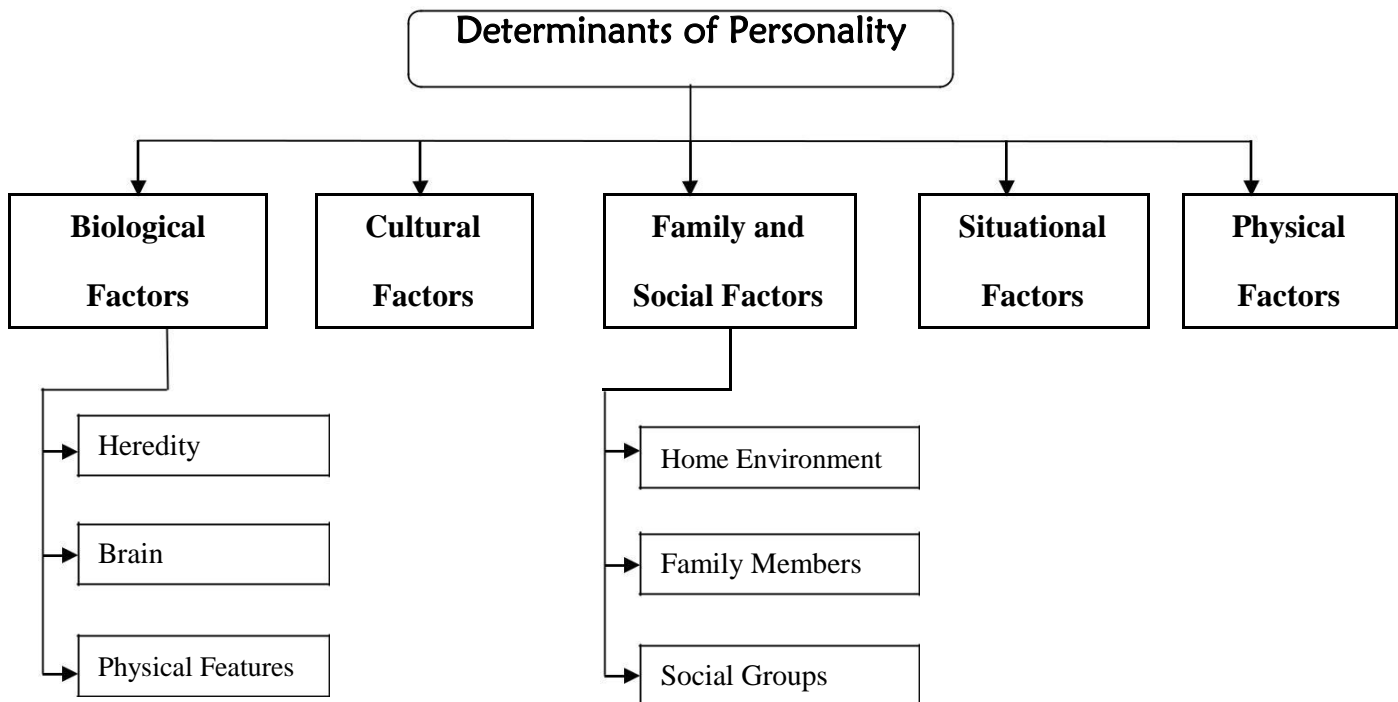 Determinants of Personality
Biological
Factors
Cultural
Factors
Family and
Social Factors
Situational
Factors
Physical
Factors
Heredity
Brain
Physical Features
Home Environment
Family Members
Social Groups